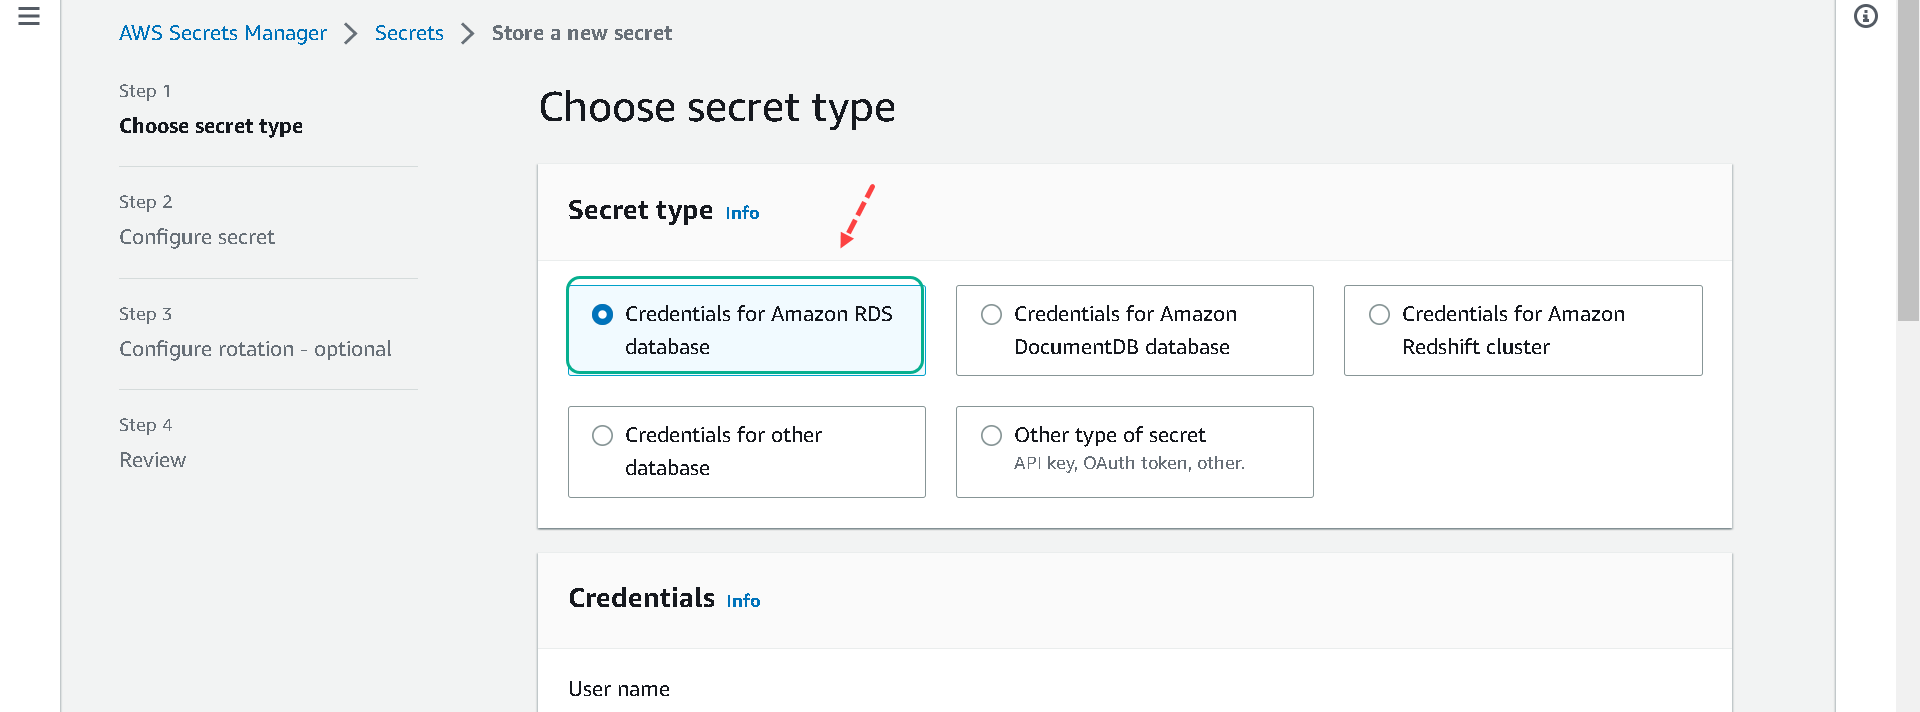 AWS Secrets Manager > Secrets > Store a new secret
Step 1
Choose secret type
Step 2
Configure secret
Step 3
Configure rotation - optional
Step 4
Review
Choose secret type
Secret type Info
Credentials for Amazon RDS
database
Credentials for Amazon
DocumentDB database
Credentials for Amazon
Redshift cluster
Credentials for other
database
Other type of secret
API key, OAuth token, other.
Credentials Info
User name